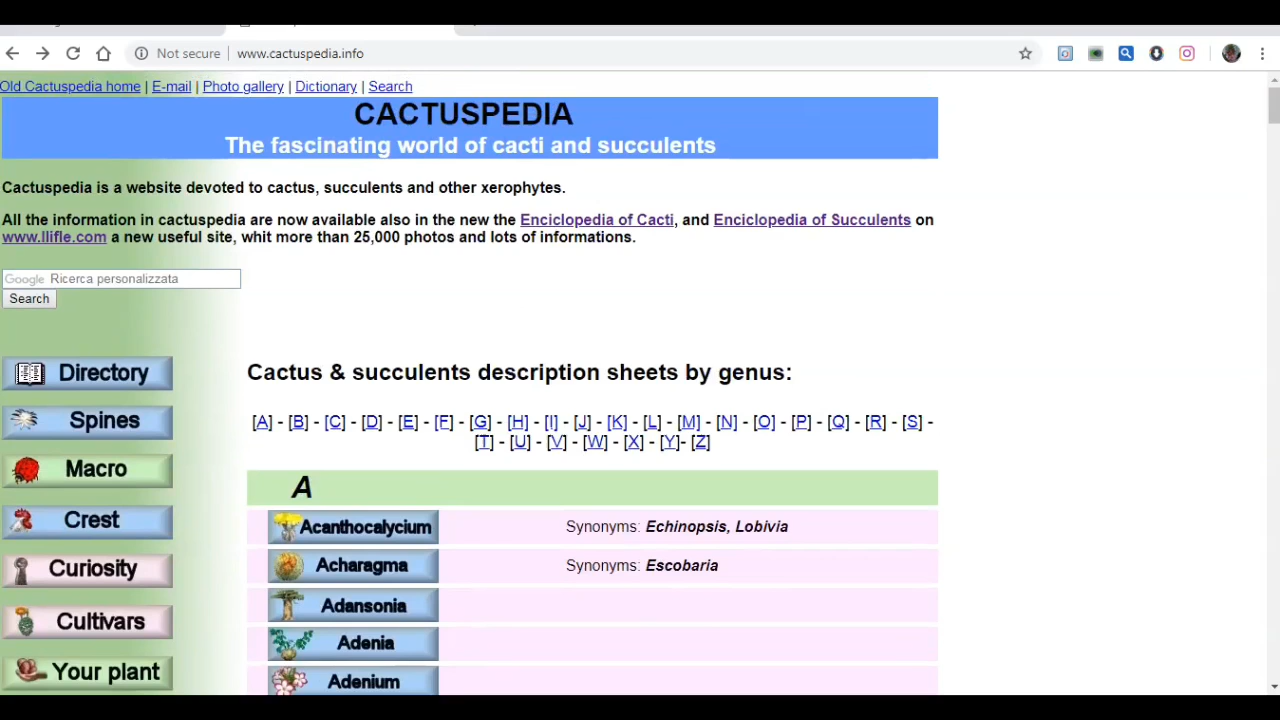 Not secure www.cactuspedia.info
Old Cactuspedia home | E-mail | Photo gallery | Dictionary | Search
CACTUSPEDIA
The fascinating world of cacti and succulents
Cactuspedia is a website devoted to cactus, succulents and other xerophytes.
All the information in cactuspedia are now available also in the new the Enciclopedia of Cacti, and Enciclopedia of Succulents on
www.llifle.com a new useful site, whit more than 25,000 photos and lots of informations.
Google Ricerca personalizzata
Search
Directory
Cactus & succulents description sheets by genus:
Spines
[A] - [B] - [C] - [D] - [E] - [F] - [G] - [H] - [I] - [J] - [K] - [L] - [M] - [N] - [O] - [P] - [Q] - [R] - [S] -
[T] - [U] - [V] - [W] - [X] - [Y]- [Z]
Macro
A
Crest
Acanthocalycium Synonyms: Echinopsis, Lobivia
Curiosity
Acharagma Synonyms: Escobaria
Cultivars
Adansonia
Adenia
Your plant
Adenium